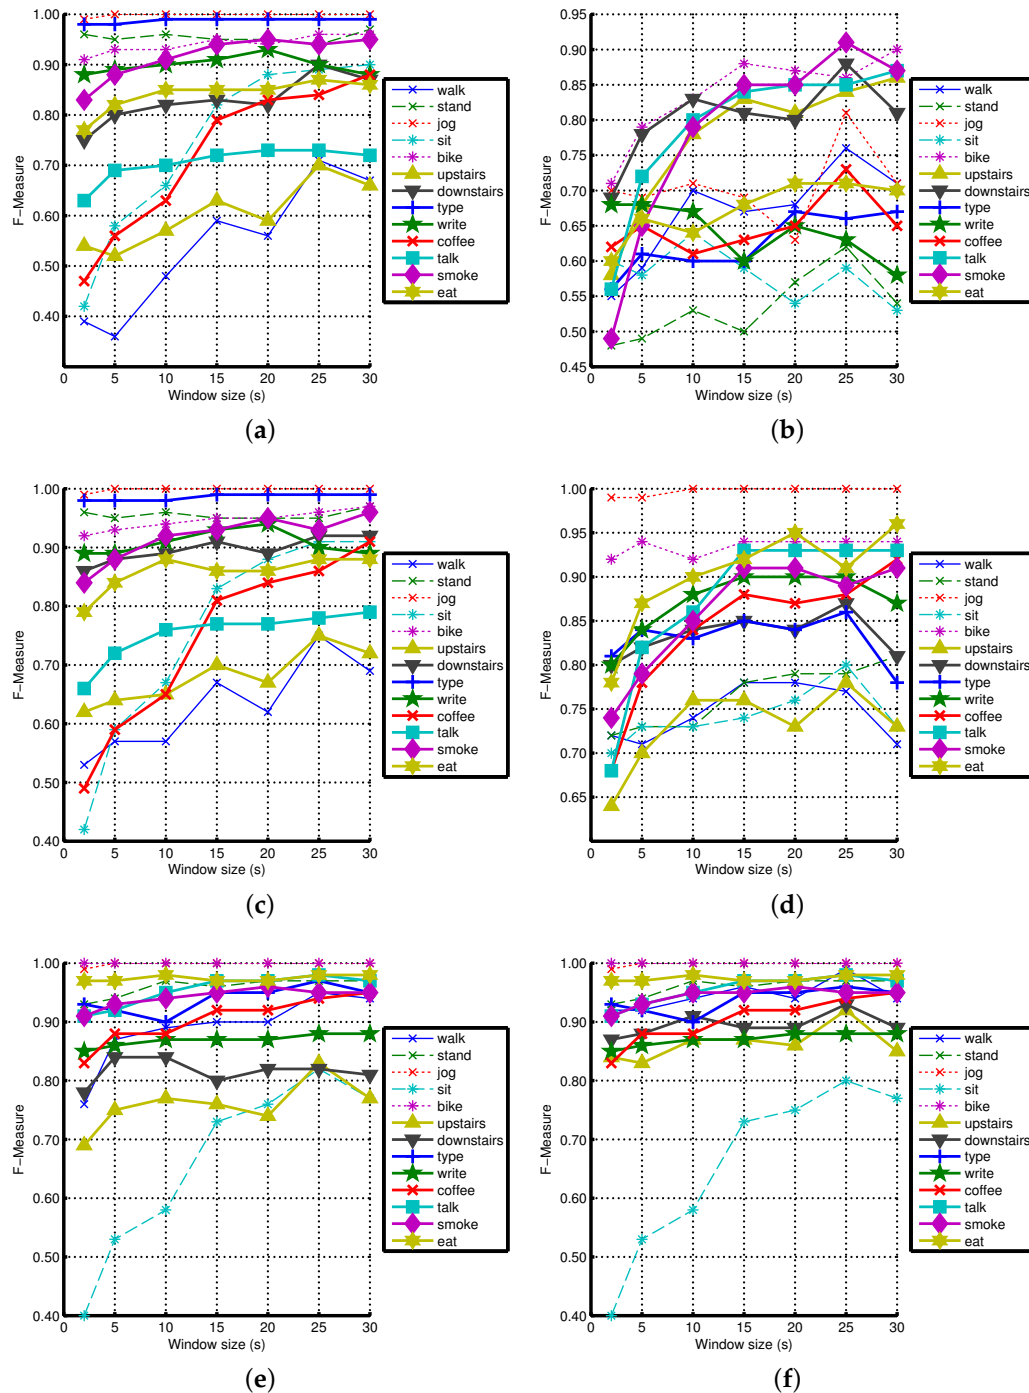 1.00
0.90
0.80
0.70
0.60
0.50
0.40
F-Measure
0 5 10 15 20 25 30
Window size (s)
walk
stand
jog
sit
bike
upstairs
downstairs
type
write
coffee
talk
smoke
eat
(a)
0.95
0.90
0.85
0.80
0.75
0.70
0.65
0.60
0.55
0.50
0.45
F-Measure
0 5 10 15 20 25 30
Window size (s)
walk
stand
jog
sit
bike
upstairs
downstairs
type
write
coffee
talk
smoke
eat
(b)
1.00
0.90
0.80
0.70
0.60
0.50
0.40
F-Measure
0 5 10 15 20 25 30
Window size (s)
walk
stand
jog
sit
bike
upstairs
downstairs
type
write
coffee
talk
smoke
eat
(c)
1.00
0.95
0.90
0.85
0.80
0.75
0.70
0.65
F-Measure
0 5 10 15 20 25 30
Window size (s)
walk
stand
jog
sit
bike
upstairs
downstairs
type
write
coffee
talk
smoke
eat
(d)
1.00
0.90
0.80
0.70
0.60
0.50
0.40
F-Measure
0 5 10 15 20 25 30
Window size (s)
walk
stand
jog
sit
bike
upstairs
downstairs
type
write
coffee
talk
smoke
eat
(e)
1.00
0.90
0.80
0.70
0.60
0.50
0.40
F-Measure
0 5 10 15 20 25 30
Window size (s)
walk
stand
jog
sit
bike
upstairs
downstairs
type
write
coffee
talk
smoke
eat
(f)